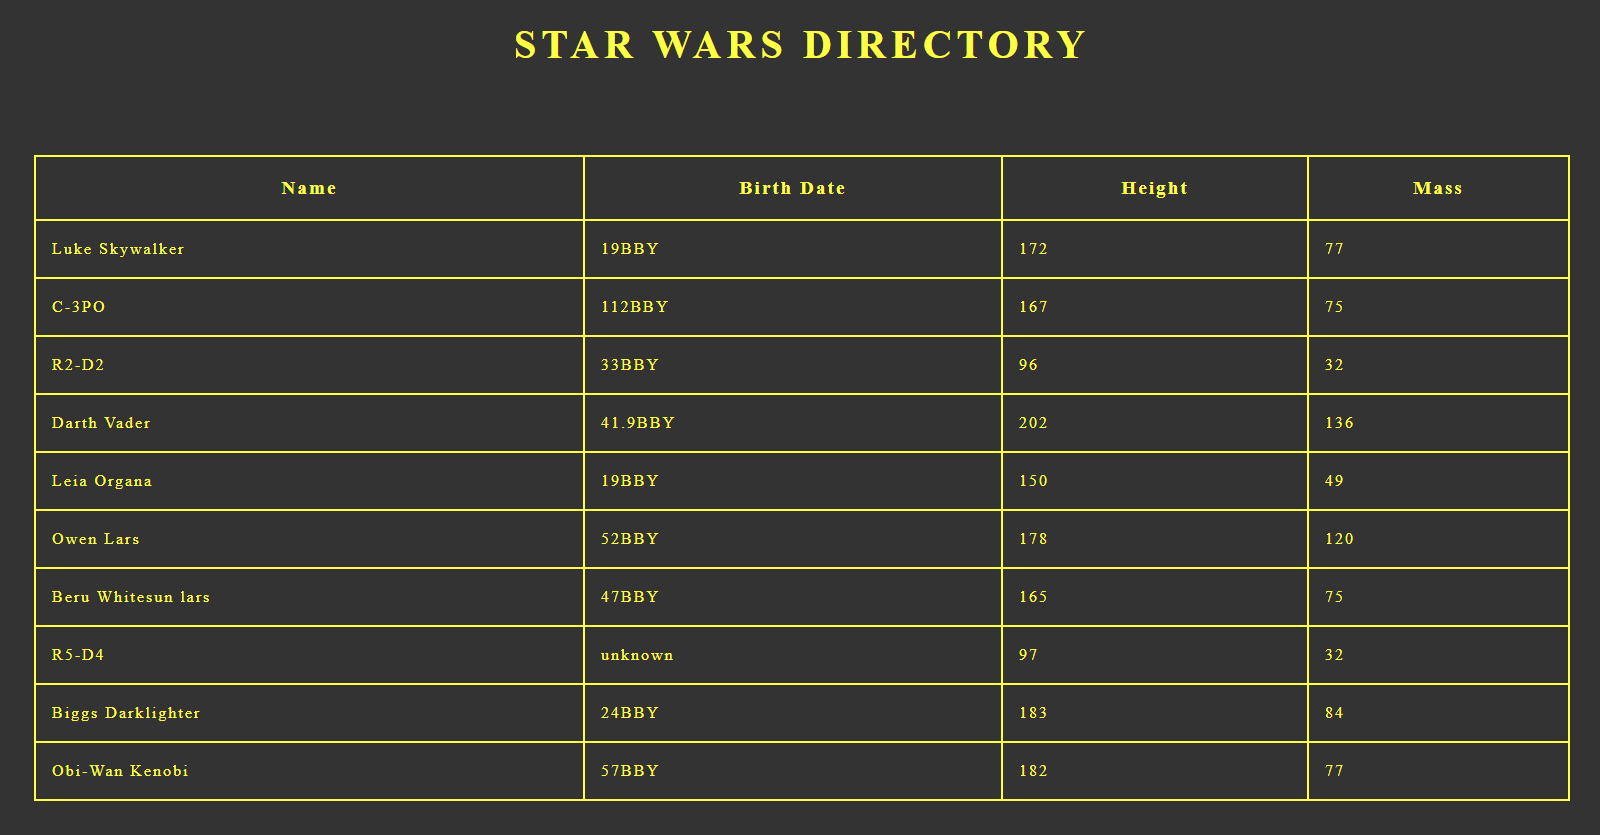 STAR WARS DIRECTORY
Name Birth Date Height Mass
Luke Skywalker 19BBY 172 77
C-3PO 112BBY 167 75
R2-D2 33BBY 96 32
Darth Vader 41.9BBY 202 136
Leia Organa 19BBY 150 49
Owen Lars 52BBY 178 120
Beru Whitesun lars 47BBY 165 75
R5-D4 unknown 97 32
Biggs Darklighter 24BBY 183 84
Obi-Wan Kenobi 57BBY 182 77